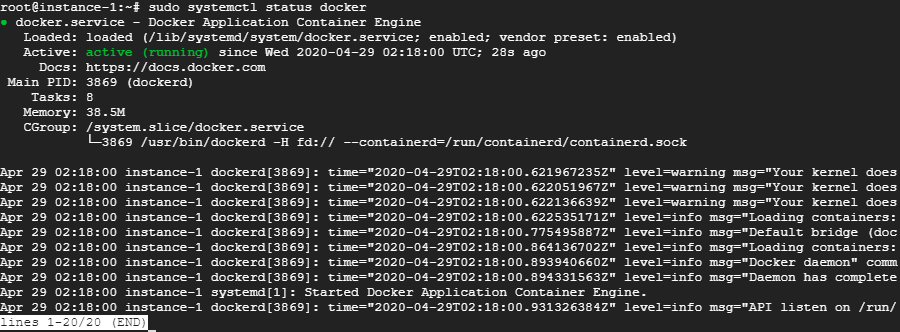 root@instance-1:~# sudo systemctl status docker
● docker.service - Docker Application Container Engine
   Loaded: loaded (/lib/systemd/system/docker.service; enabled; vendor preset: enabled)
   Active: active (running) since Wed 2020-04-29 02:18:00 UTC; 28s ago
     Docs: https://docs.docker.com
 Main PID: 3869 (dockerd)
    Tasks: 8
   Memory: 38.5M
   CGroup: /system.slice/docker.service
           └─3869 /usr/bin/dockerd -H fd:// --containerd=/run/containerd/containerd.sock
Apr 29 02:18:00 instance-1 dockerd[3869]: time="2020-04-29T02:18:00.621967235Z" level=warning msg="Your kernel does
Apr 29 02:18:00 instance-1 dockerd[3869]: time="2020-04-29T02:18:00.622051967Z" level=warning msg="Your kernel does
Apr 29 02:18:00 instance-1 dockerd[3869]: time="2020-04-29T02:18:00.622136639Z" level=warning msg="Your kernel does
Apr 29 02:18:00 instance-1 dockerd[3869]: time="2020-04-29T02:18:00.622535171Z" level=info msg="Loading containers:
Apr 29 02:18:00 instance-1 dockerd[3869]: time="2020-04-29T02:18:00.775495887Z" level=info msg="Default bridge (doc
Apr 29 02:18:00 instance-1 dockerd[3869]: time="2020-04-29T02:18:00.864136702Z" level=info msg="Loading containers:
Apr 29 02:18:00 instance-1 dockerd[3869]: time="2020-04-29T02:18:00.893940660Z" level=info msg="Docker daemon" comm
Apr 29 02:18:00 instance-1 dockerd[3869]: time="2020-04-29T02:18:00.894331563Z" level=info msg="Daemon has complete
Apr 29 02:18:00 instance-1 systemd[1]: Started Docker Application Container Engine.
Apr 29 02:18:00 instance-1 dockerd[3869]: time="2020-04-29T02:18:00.931326384Z" level=info msg="API listen on /run/
lines 1-20/20 (END)